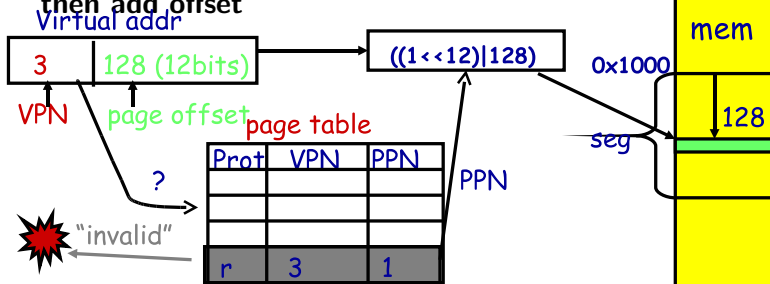 then add offset
Virtual addr
3 128 (12bits)
((1<<12)|128)
mem
0x1000
VPN
page offset
128
page table
seg
Prot VPN PPN
?
PPN
"invalid"
r 3 1